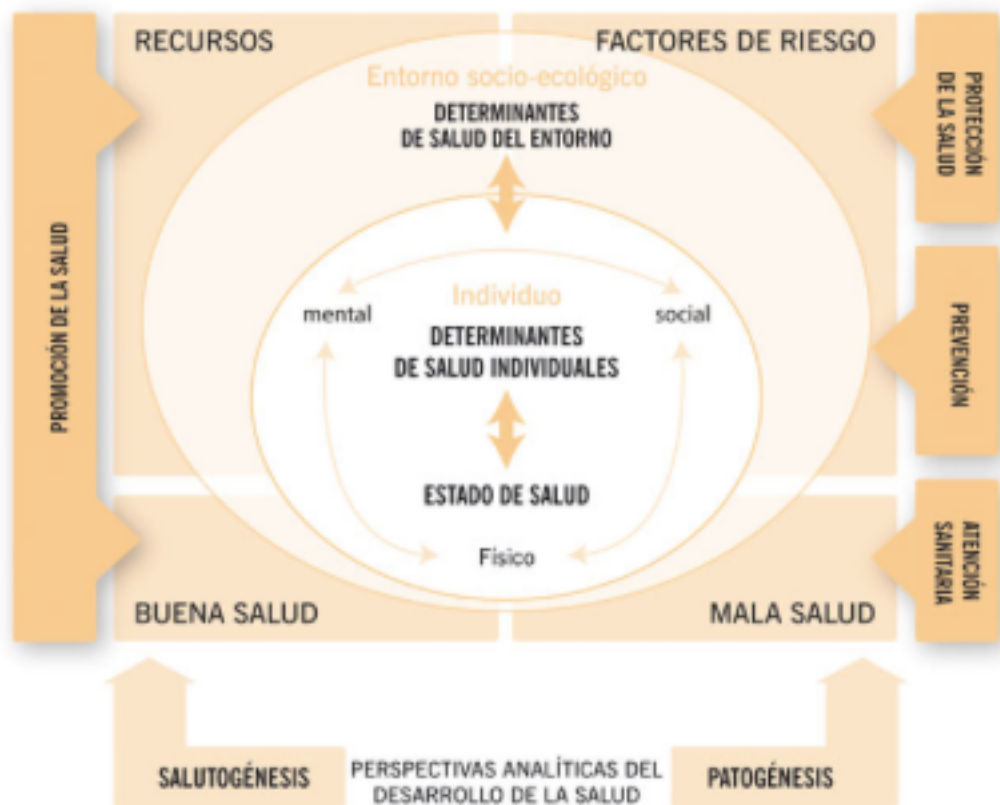 RECURSOS
FACTORES DE RIESGO
Entorno socio-ecológico
DETERMINANTES
DE SALUD DEL ENTORNO
PROTECCIÓN
DE LA SALUD
PROMOCIÓN DE LA SALUD
Individuo
mental
social
DETERMINANTES
DE SALUD INDIVIDUALES
PREVENCIÓN
ESTADO DE SALUD
Físico
ATENCIÓN
SANITARIA
BUENA SALUD
MALA SALUD
SALUTOGÉNESIS
PERSPECTIVAS ANALÍTICAS DEL
DESARROLLO DE LA SALUD
PATOGÉNESIS